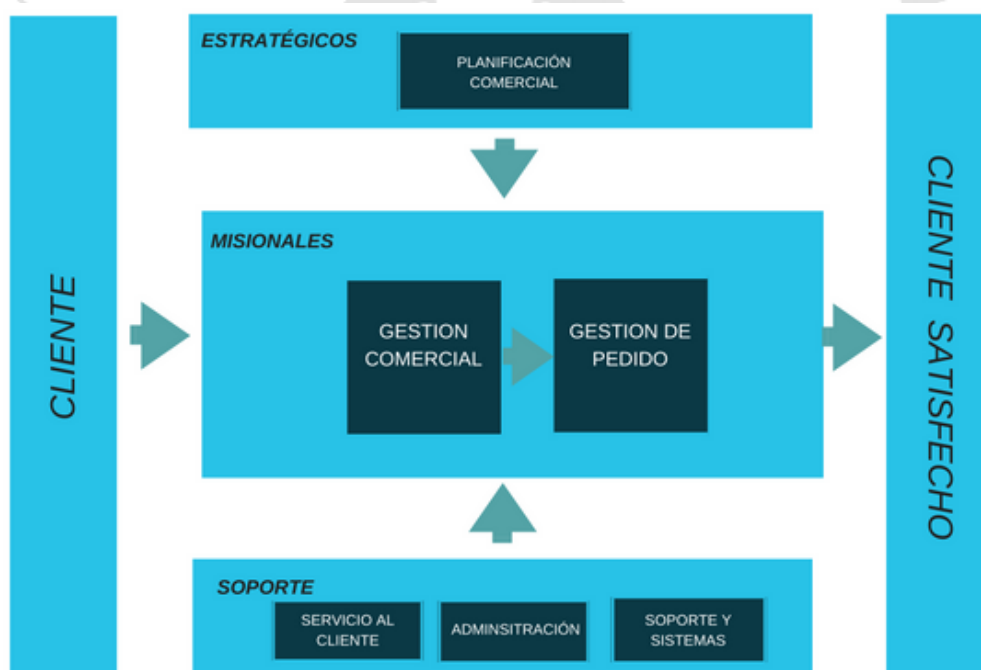 ESTRATÉGICOS
PLANIFICACIÓN
COMERCIAL
CLIENTE
MISIONALES
GESTION
COMERCIAL
GESTION DE
PEDIDO
CLIENTE SATISFECHO
SOPORTE
SERVICIO AL
CLIENTE
ADMINSITRACIÓN
SOPORTE Y
SISTEMAS